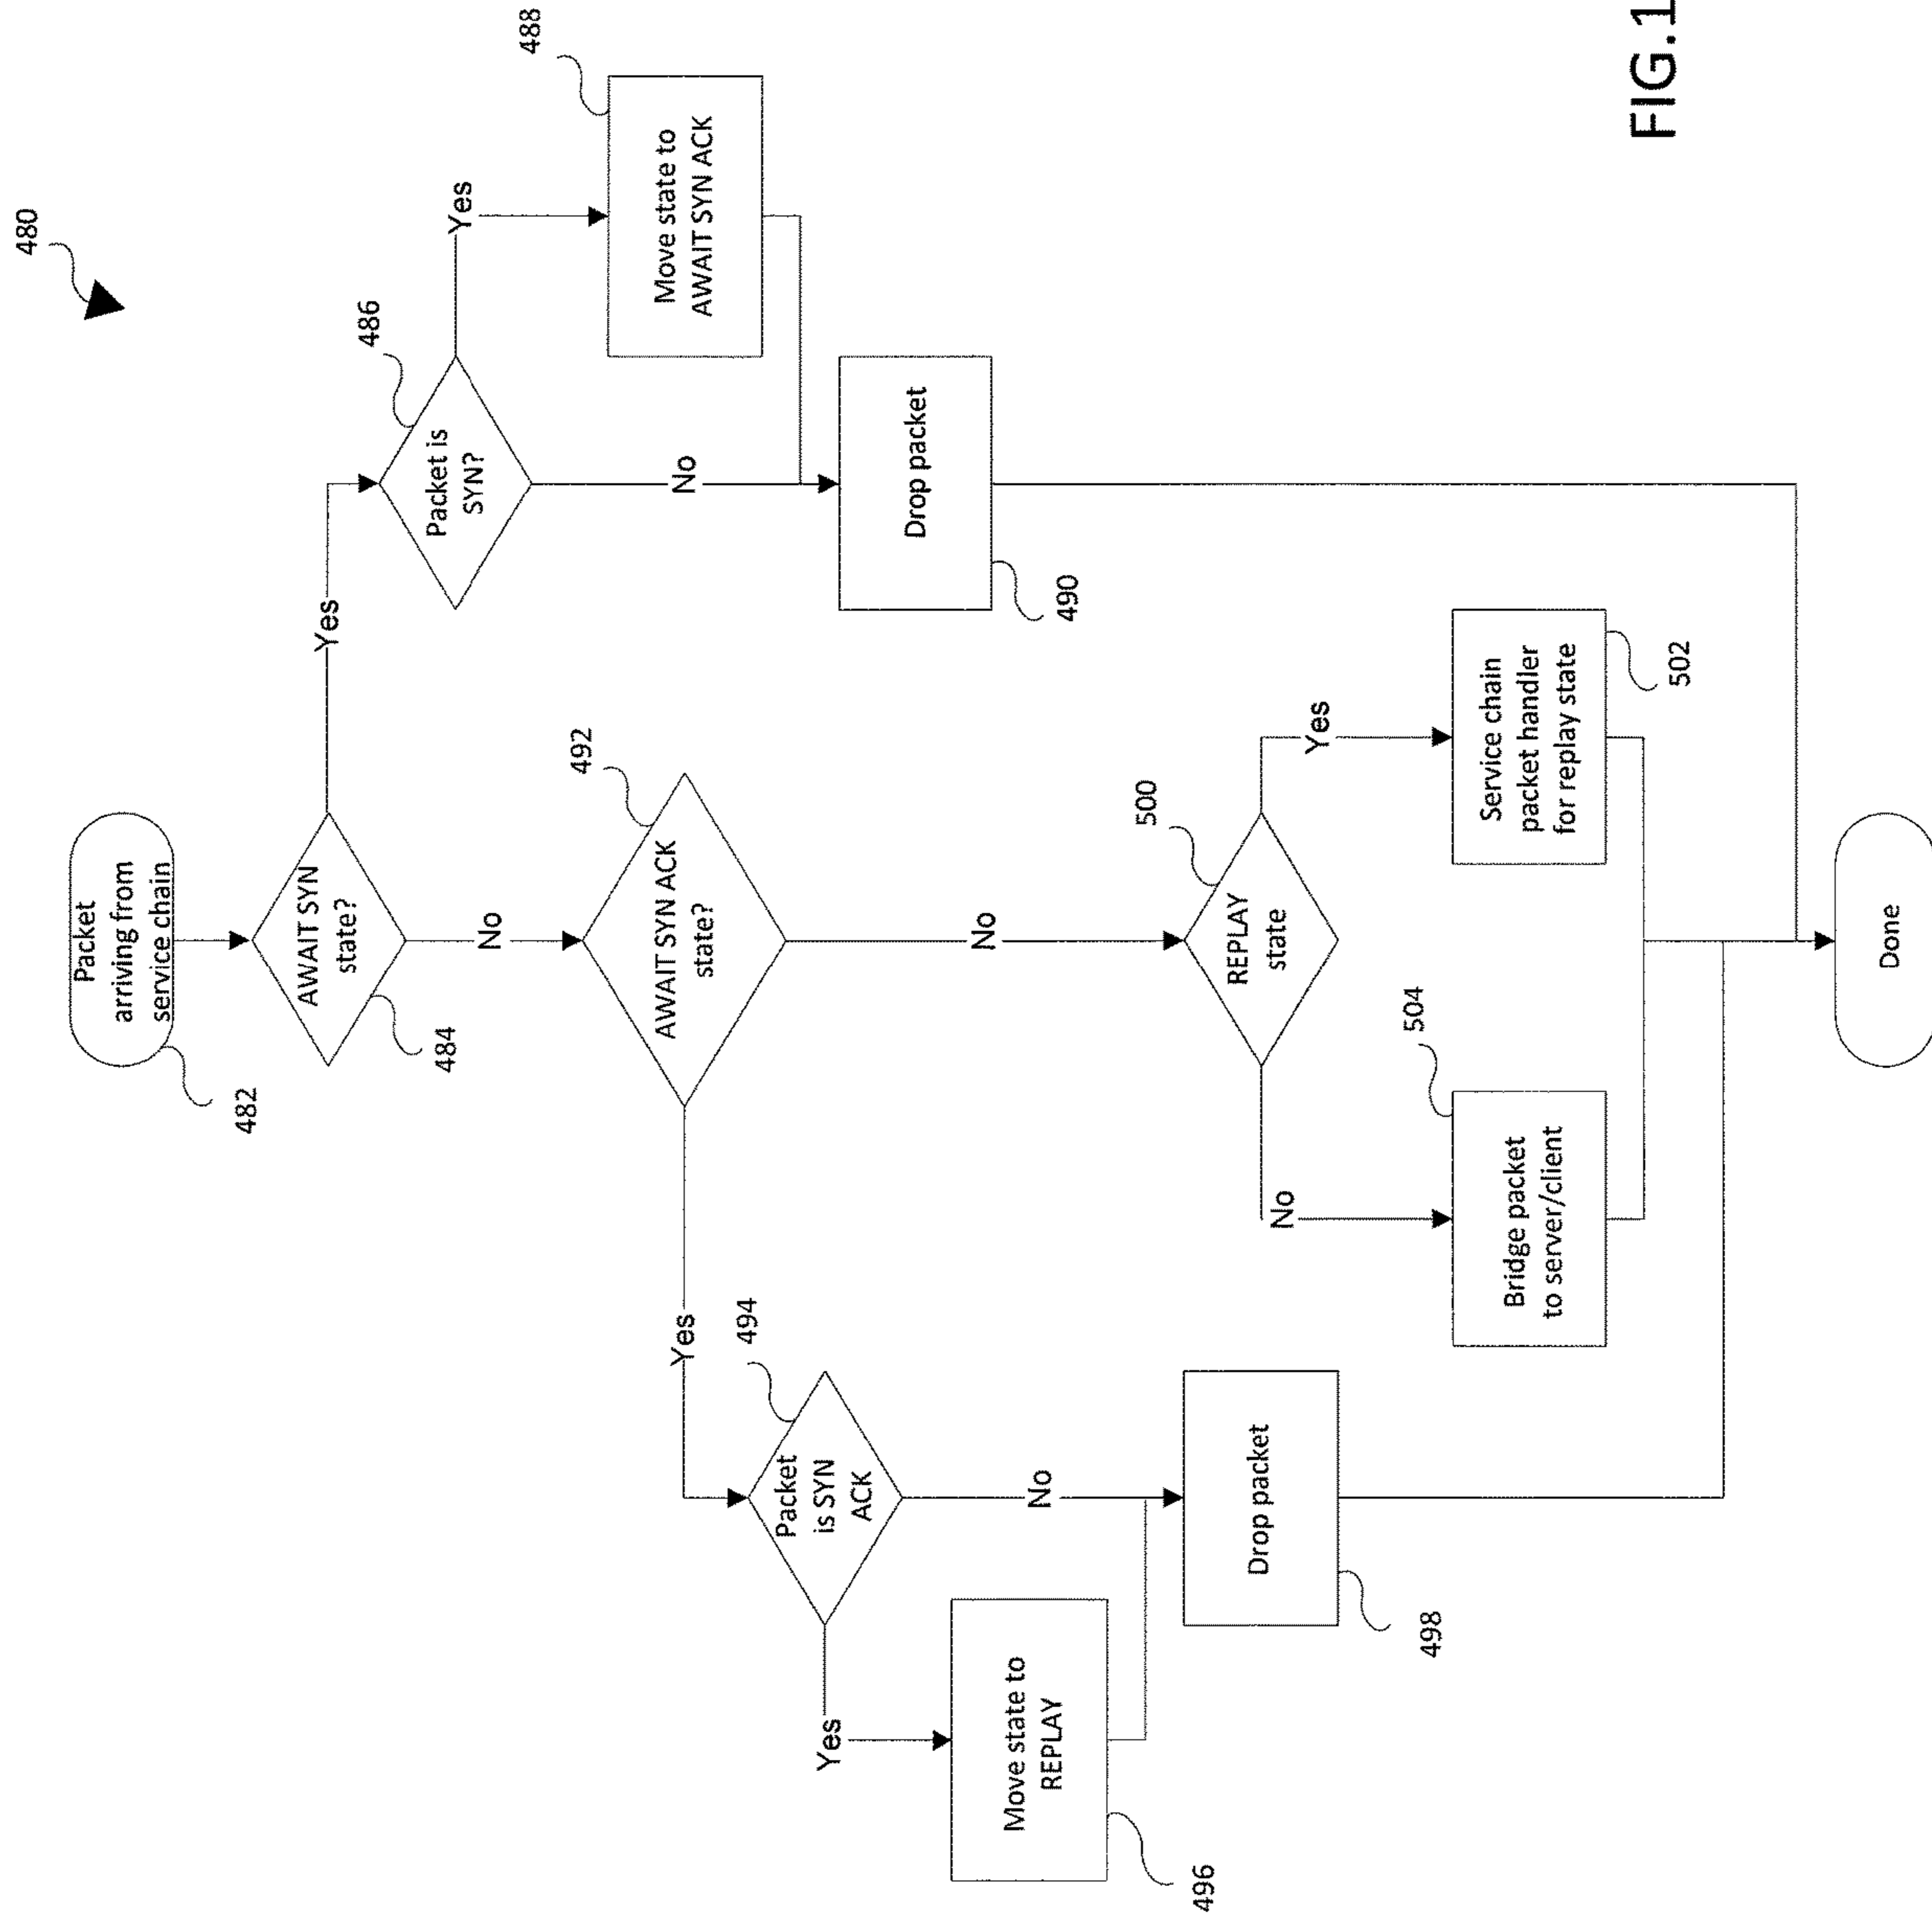 480
Packet
arriving from
service chain
482
AWAIT SYN
state?
484
Yes
No
Packet is
SYN?
486
Yes
No
Move state to
AWAIT SYN ACK
488
Drop packet
490
AWAIT SYN ACK
state?
492
Yes
No
Packet
is SYN
ACK
494
Yes
No
Move state to
REPLAY
496
Drop packet
498
REPLAY
state
500
No
Yes
Bridge packet
to server/client
504
Service chain
packet handler
for replay state
502
Done
FIG.1